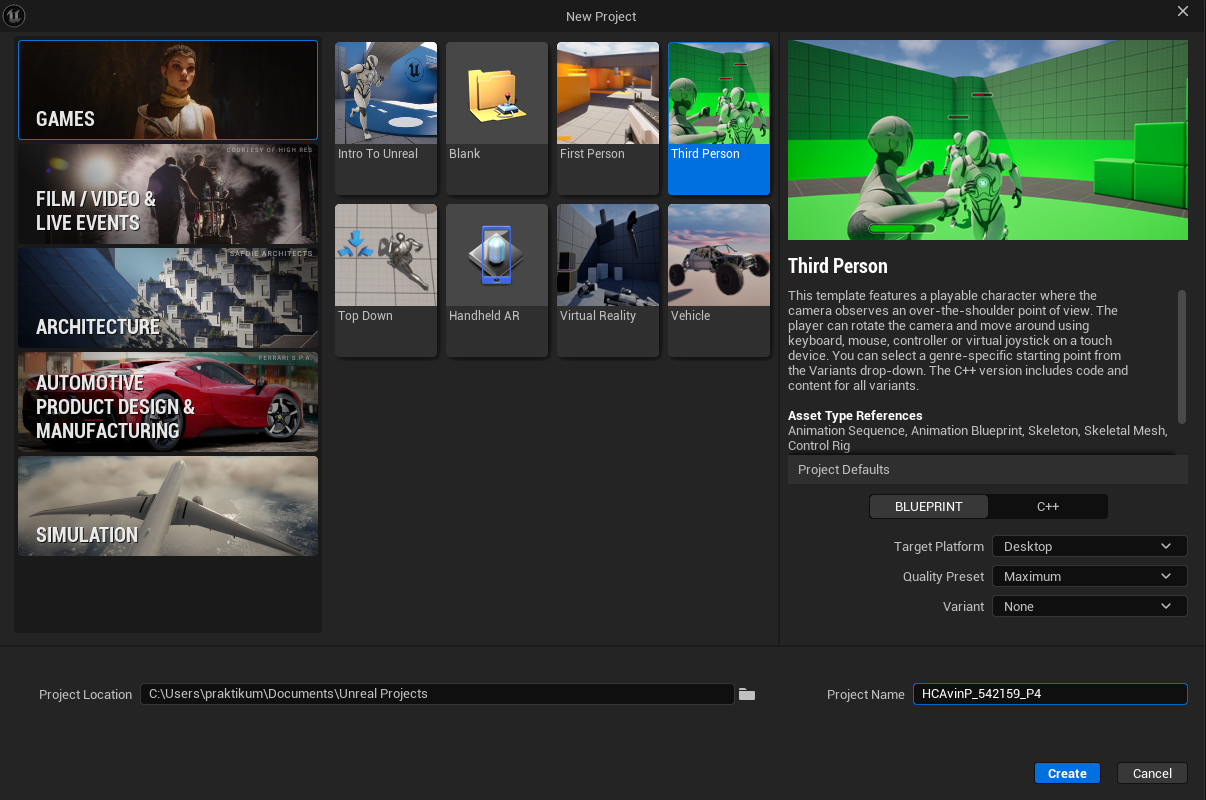 New Project
GAMES
COURTESY OF HIGH RES
FILM / VIDEO &
LIVE EVENTS
SAFDIE ARCHITECTS
ARCHITECTURE
FERRARI S.P.A.
AUTOMOTIVE
PRODUCT DESIGN &
MANUFACTURING
SIMULATION
Intro To Unreal
Blank
First Person
Third Person
Top Down
Handheld AR
Virtual Reality
Vehicle
Third Person
This template features a playable character where the
camera observes an over-the-shoulder point of view. The
player can rotate the camera and move around using
keyboard, mouse, controller or virtual joystick on a touch
device. You can select a genre-specific starting point from
the Variants drop-down. The C++ version includes code and
content for all variants.
Asset Type References
Animation Sequence, Animation Blueprint, Skeleton, Skeletal Mesh,
Control Rig
Project Defaults
BLUEPRINT C++
Target Platform Desktop
Quality Preset Maximum
Variant None
Project Location C:\Users\praktikum\Documents\Unreal Projects
Project Name HCAvinP_542159_P4
Create Cancel